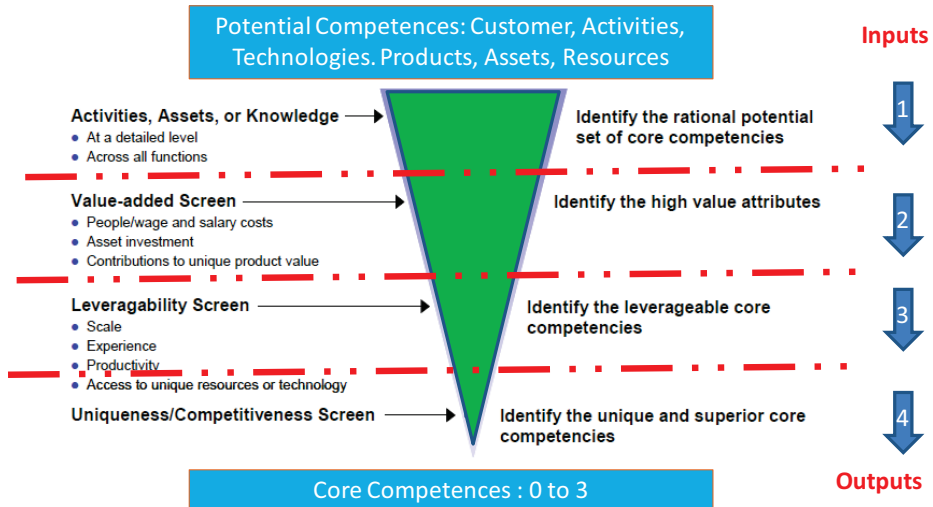 Potential Competences: Customer, Activities,
Technologies. Products, Assets, Resources
Inputs
Activities, Assets, or Knowledge
• At a detailed level
• Across all functions
Identify the rational potential
set of core competencies
1
Value-added Screen
• People/wage and salary costs
• Asset investment
• Contributions to unique product value
Identify the high value attributes
2
Leveragability Screen
• Scale
• Experience
• Productivity
• Access to unique resources or technology
Identify the leverageable core
competencies
3
Uniqueness/Competitiveness Screen
Identify the unique and superior core
competencies
4
Outputs
Core Competences : 0 to 3